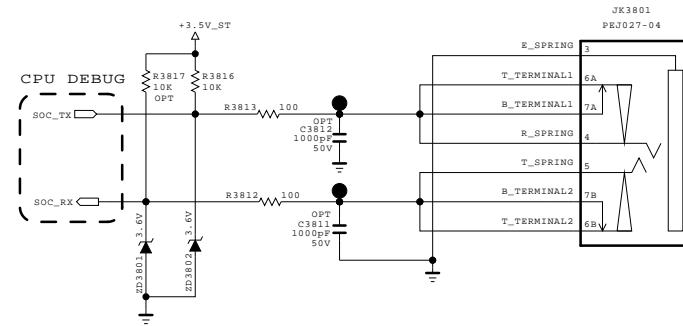 JK3801
PEJ027-04
+3.5V_ST
E_SPRING 3
T_TERMINAL1 6A
B_TERMINAL1 7A
R_SPRING 4
T_SPRING 5
B_TERMINAL2 7B
T_TERMINAL2 6B
CPU DEBUG
R3817
10K
OPT
R3816
10K
SOC_TX
R3813 100
OPT
C3812
1000pF
50V
SOC_RX
R3812 100
OPT
C3811
1000pF
50V
ZD3801 3.6V
ZD3802 3.6V